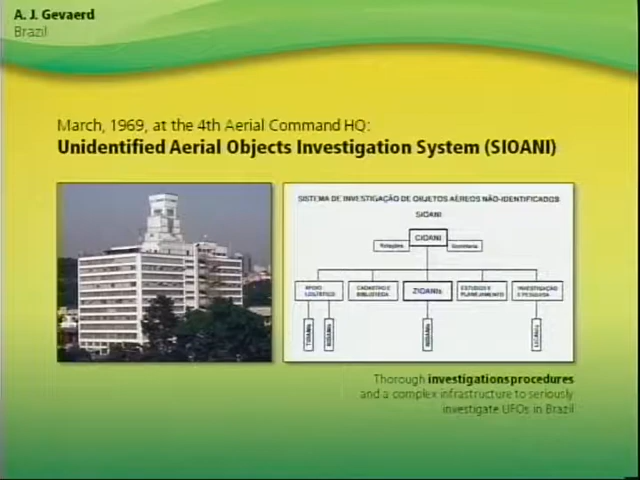 A. J. Gevaerd
Brazil
March, 1969, at the 4th Aerial Command HQ:
Unidentified Aerial Objects Investigation System (SIOANI)
SISTEMA DE INVESTIGAÇÃO DE OBJETOS AÉREOS NÃO-IDENTIFICADOS
SIOANI
CIOANI
Relações
Secretaria
APOIO LOGÍSTICO
CADASTRO E BIBLIOTECA
ZIOANIs
ESTUDOS E PLANEJAMENTO
INVESTIGAÇÃO E PESQUISA
Thorough investigationsprocedures
and a complex infrastructure to seriously
investigate UFOs in Brazil